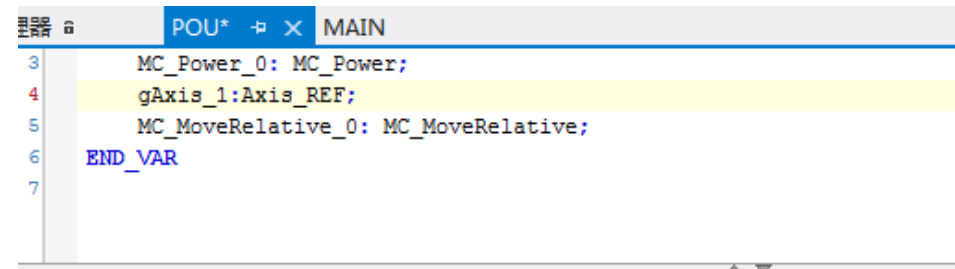 理器 POU* MAIN
3 MC_Power_0: MC_Power;
4 gAxis_1:Axis_REF;
5 MC_MoveRelative_0: MC_MoveRelative;
6 END_VAR
7